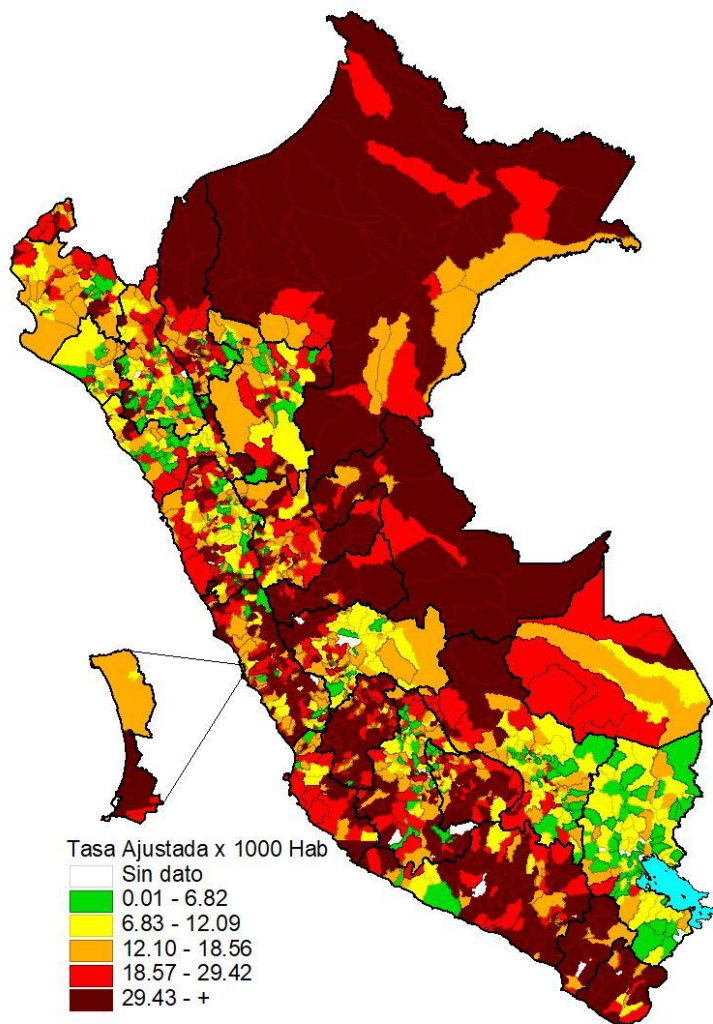 Tasa Ajustada x 1000 Hab
Sin dato
0.01 - 6.82
6.83 - 12.09
12.10 - 18.56
18.57 - 29.42
29.43 - +